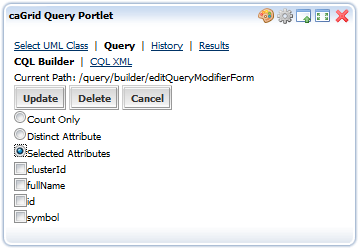 caGrid Query Portlet
Select UML Class | Query | History | Results
CQL Builder | CQL XML
Current Path: /query/builder/editQueryModifierForm
Update Delete Cancel
Count Only
Distinct Attribute
Selected Attributes
clusterId
fullName
id
symbol